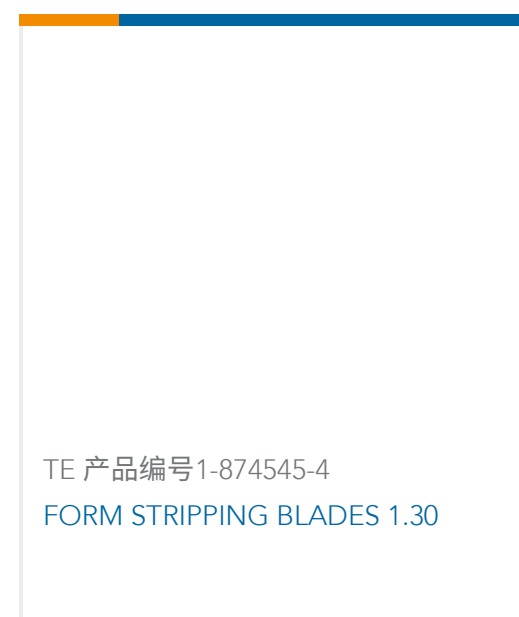 TE 产品编号1-874545-4
FORM STRIPPING BLADES 1.30